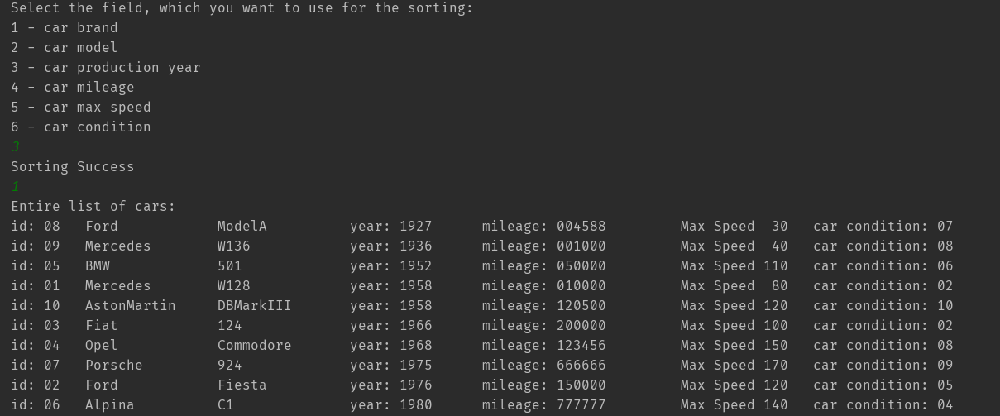 Select the field, which you want to use for the sorting:
1 - car brand
2 - car model
3 - car production year
4 - car mileage
5 - car max speed
6 - car condition
3
Sorting Success
1
Entire list of cars:
id: 08   Ford            ModelA          year: 1927      mileage: 004588         Max Speed  30   car condition: 07
id: 09   Mercedes        W136            year: 1936      mileage: 001000         Max Speed  40   car condition: 08
id: 05   BMW             501             year: 1952      mileage: 050000         Max Speed 110   car condition: 06
id: 01   Mercedes        W128            year: 1958      mileage: 010000         Max Speed  80   car condition: 02
id: 10   AstonMartin     DBMarkIII       year: 1958      mileage: 120500         Max Speed 120   car condition: 10
id: 03   Fiat            124             year: 1966      mileage: 200000         Max Speed 100   car condition: 02
id: 04   Opel            Commodore       year: 1968      mileage: 123456         Max Speed 150   car condition: 08
id: 07   Porsche         924             year: 1975      mileage: 666666         Max Speed 170   car condition: 09
id: 02   Ford            Fiesta          year: 1976      mileage: 150000         Max Speed 120   car condition: 05
id: 06   Alpina          C1              year: 1980      mileage: 777777         Max Speed 140   car condition: 04